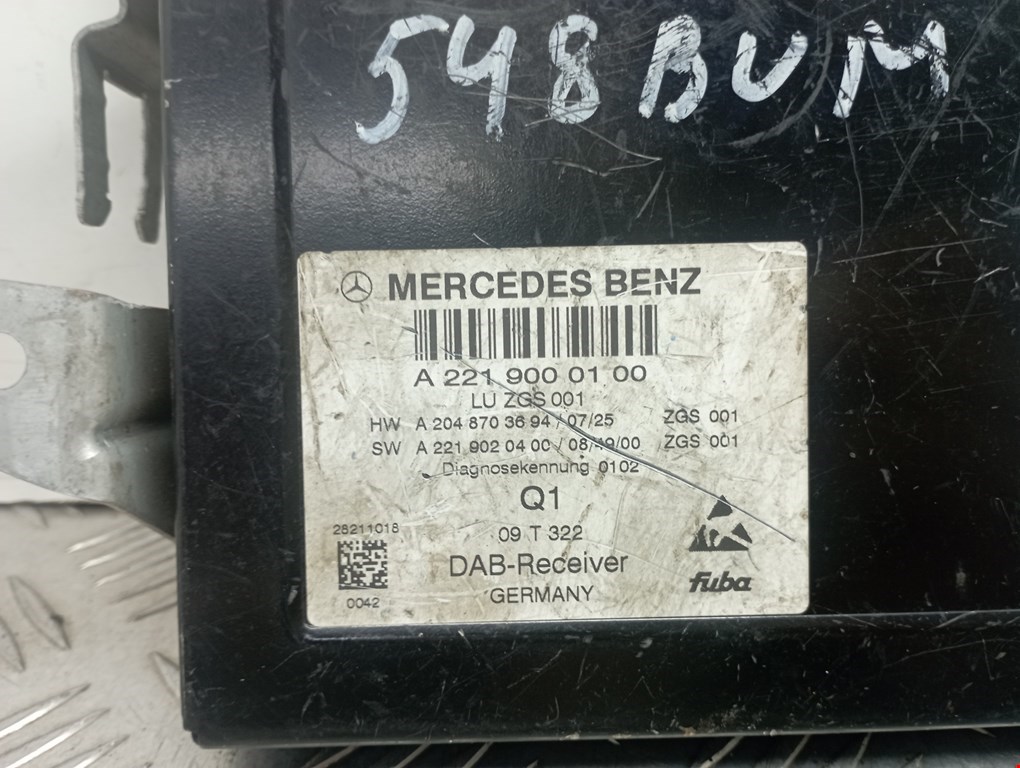 548 BUM
MERCEDES BENZ
A 221 900 01 00
LU ZGS 001
HW A 204 870 36 94 / 07/25 ZGS 001
SW A 221 902 04 00 / 08/49/00 ZGS 001
Diagnosekennung 0102
Q1
28211018
09 T 322
DAB-Receiver
0042
GERMANY
fuba